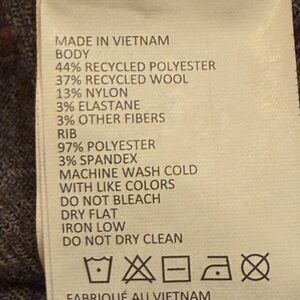 MADE IN VIETNAM
BODY
44% RECYCLED POLYESTER
37% RECYCLED WOOL
13% NYLON
3% ELASTANE
3% OTHER FIBERS
RIB
97% POLYESTER
3% SPANDEX
MACHINE WASH COLD
WITH LIKE COLORS
DO NOT BLEACH
DRY FLAT
IRON LOW
DO NOT DRY CLEAN
FABRIQUÉ AU VIETNAM